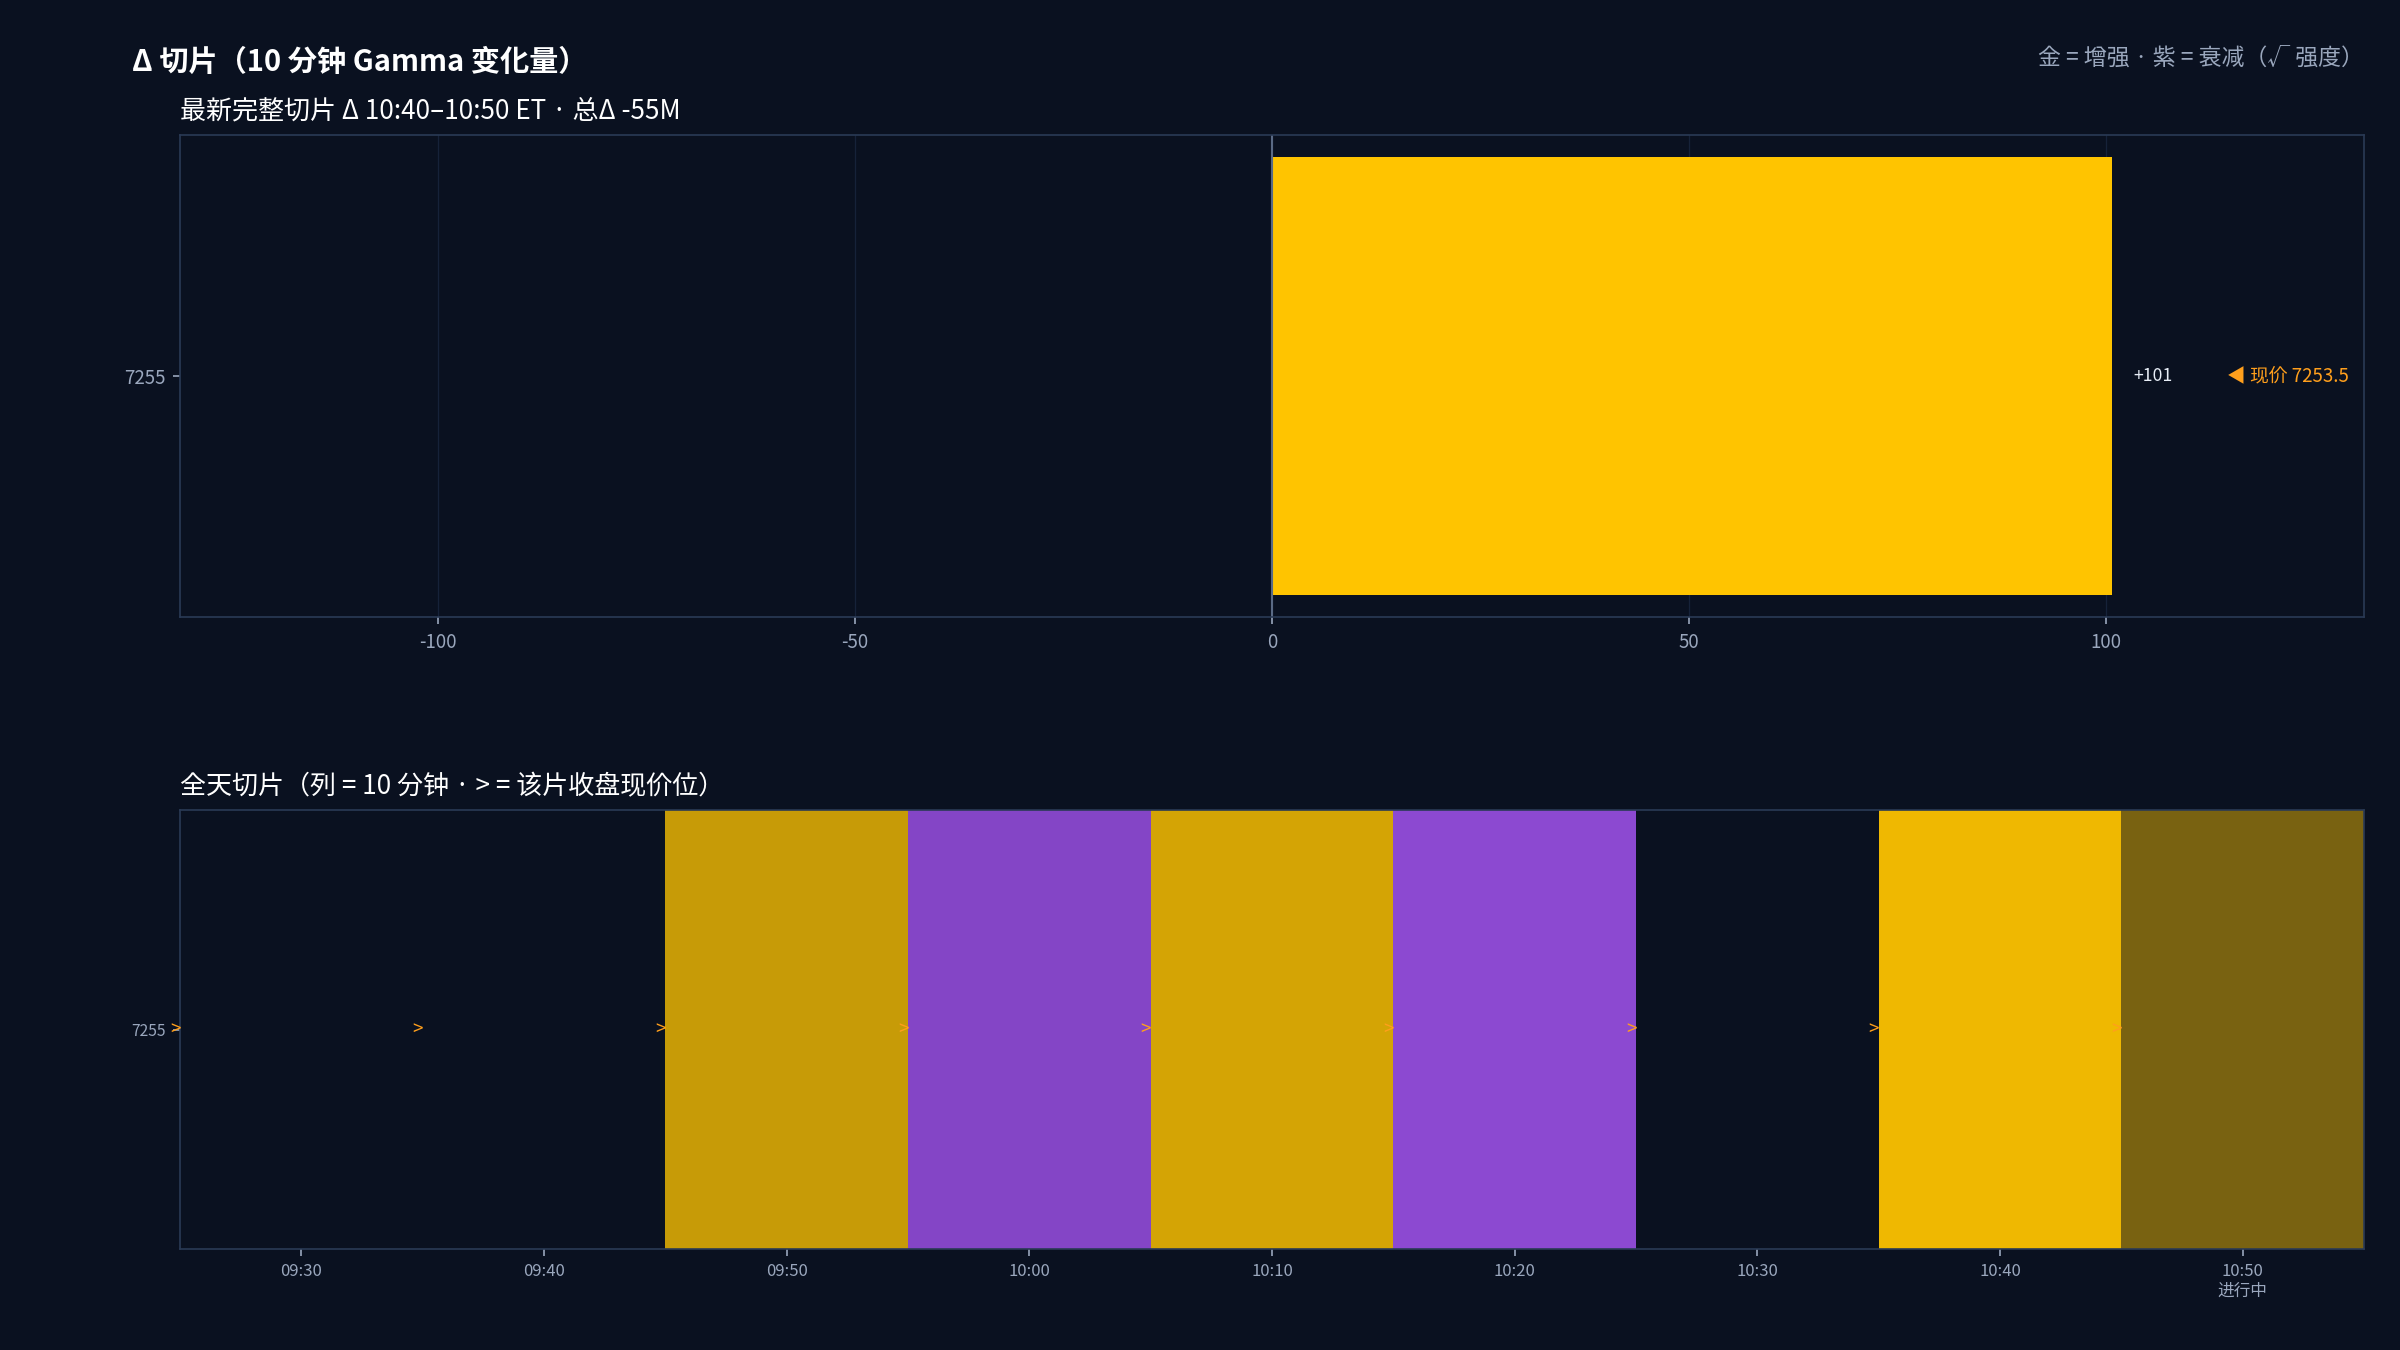 Δ 切片（10 分钟 Gamma 变化量）
金 = 增强 · 紫 = 衰减（√ 强度）
最新完整切片 Δ 10:40–10:50 ET · 总Δ -55M
7255
+101
◀ 现价 7253.5
-100 -50 0 50 100
全天切片（列 = 10 分钟 · > = 该片收盘现价位）
7255 > > > > > > > > >
09:30 09:40 09:50 10:00 10:10 10:20 10:30 10:40 10:50
进行中